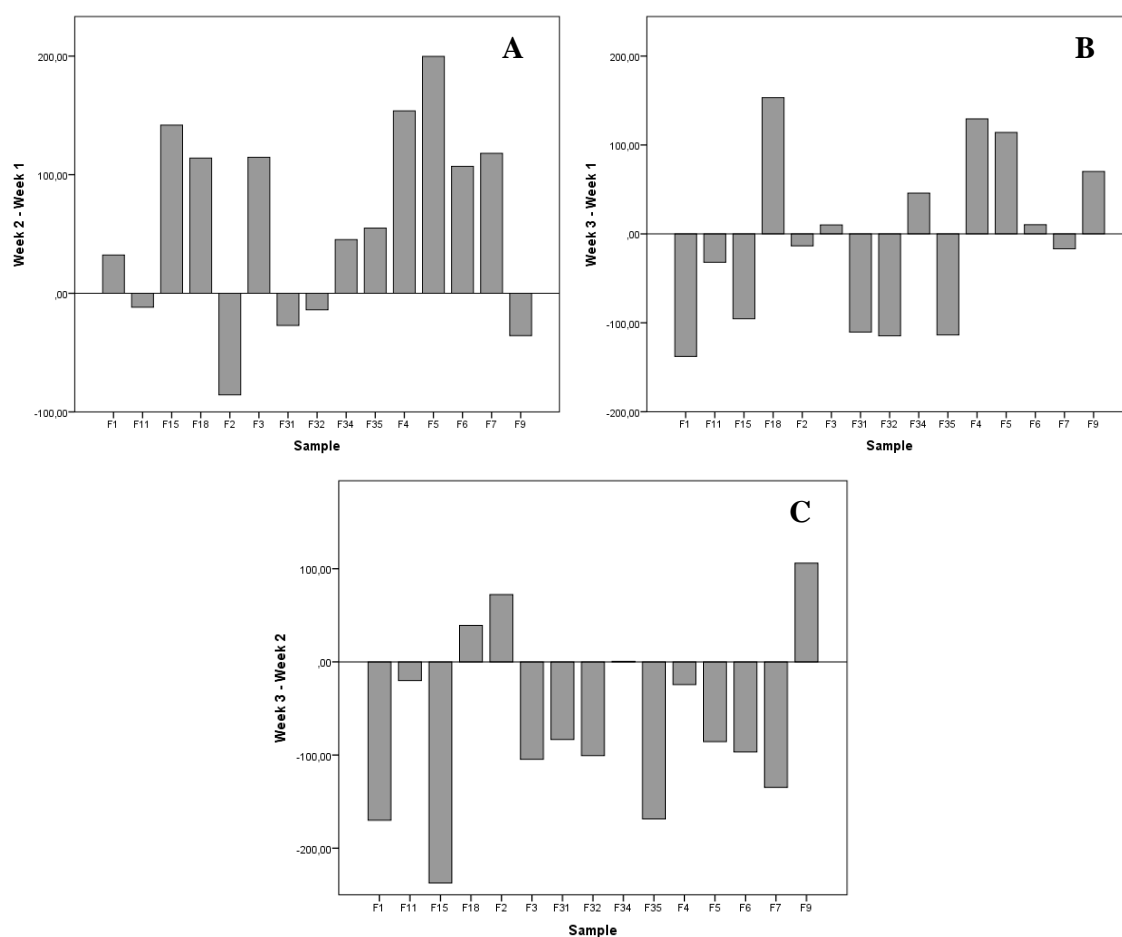 A
Week 2 - Week 1
200,00
100,00
,00
-100,00
F1 F11 F15 F18 F2 F3 F31 F32 F34 F35 F4 F5 F6 F7 F9
Sample
B
Week 3 - Week 1
200,00
100,00
,00
-100,00
-200,00
F1 F11 F15 F18 F2 F3 F31 F32 F34 F35 F4 F5 F6 F7 F9
Sample
C
Week 3 - Week 2
100,00
,00
-100,00
-200,00
F1 F11 F15 F18 F2 F3 F31 F32 F34 F35 F4 F5 F6 F7 F9
Sample